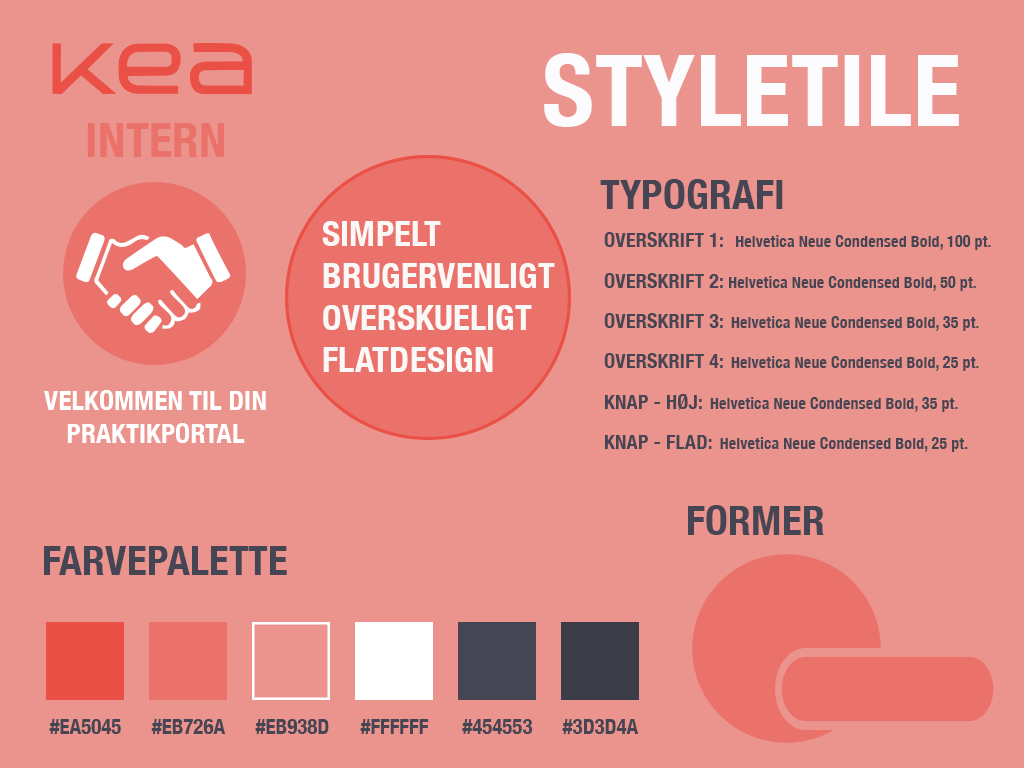 kea
INTERN
STYLETILE
VELKOMMEN TIL DIN
PRAKTIKPORTAL
SIMPELT
BRUGERVENLIGT
OVERSKUELIGT
FLATDESIGN
TYPOGRAFI
OVERSKRIFT 1: Helvetica Neue Condensed Bold, 100 pt.
OVERSKRIFT 2: Helvetica Neue Condensed Bold, 50 pt.
OVERSKRIFT 3: Helvetica Neue Condensed Bold, 35 pt.
OVERSKRIFT 4: Helvetica Neue Condensed Bold, 25 pt.
KNAP - HØJ: Helvetica Neue Condensed Bold, 35 pt.
KNAP - FLAD: Helvetica Neue Condensed Bold, 25 pt.
FORMER
FARVEPALETTE
#EA5045 #EB726A #EB938D #FFFFFF #454553 #3D3D4A